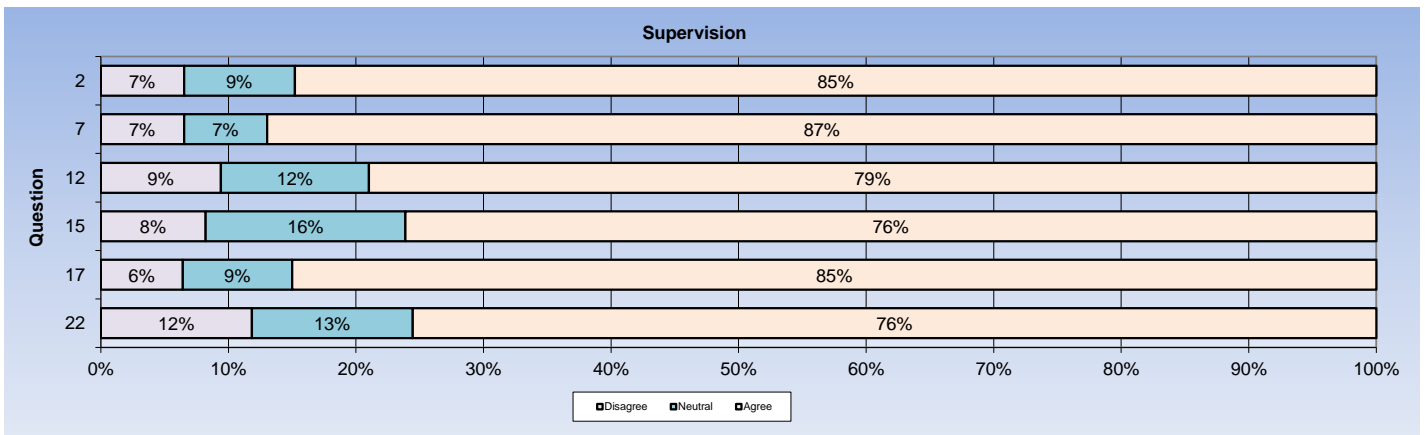 Supervision
2 7% 9% 85%
7 7% 7% 87%
12 9% 12% 79%
Question
15 8% 16% 76%
17 6% 9% 85%
22 12% 13% 76%
0% 10% 20% 30% 40% 50% 60% 70% 80% 90% 100%
Disagree Neutral Agree